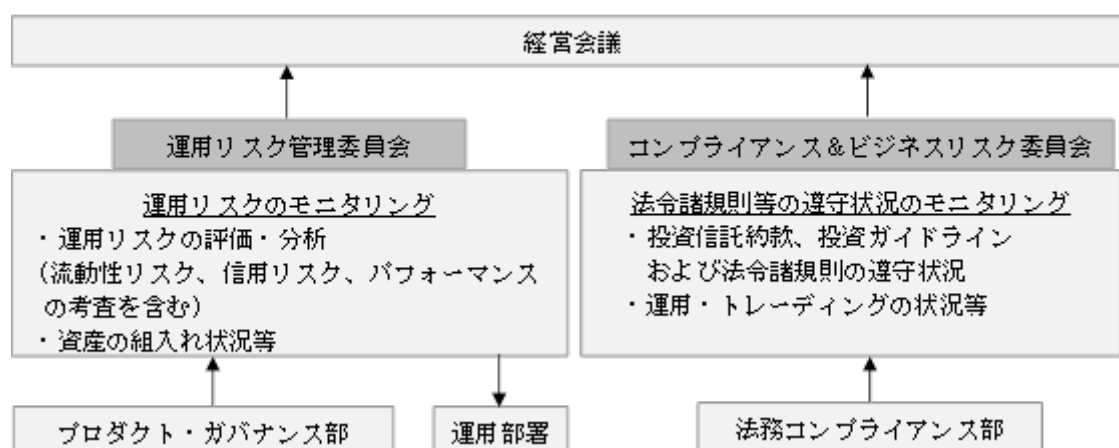 経営会議
運用リスク管理委員会
運用リスクのモニタリング
・運用リスクの評価・分析
(流動性リスク、信用リスク、パフォーマンス
の考査を含む)
・資産の組入れ状況等
コンプライアンス&ビジネスリスク委員会
法令諸規則等の遵守状況のモニタリング
・投資信託約款、投資ガイドライン
および法令諸規則の遵守状況
・運用・トレーディングの状況等
プロダクト・ガバナンス部
運用部署
法務コンプライアンス部